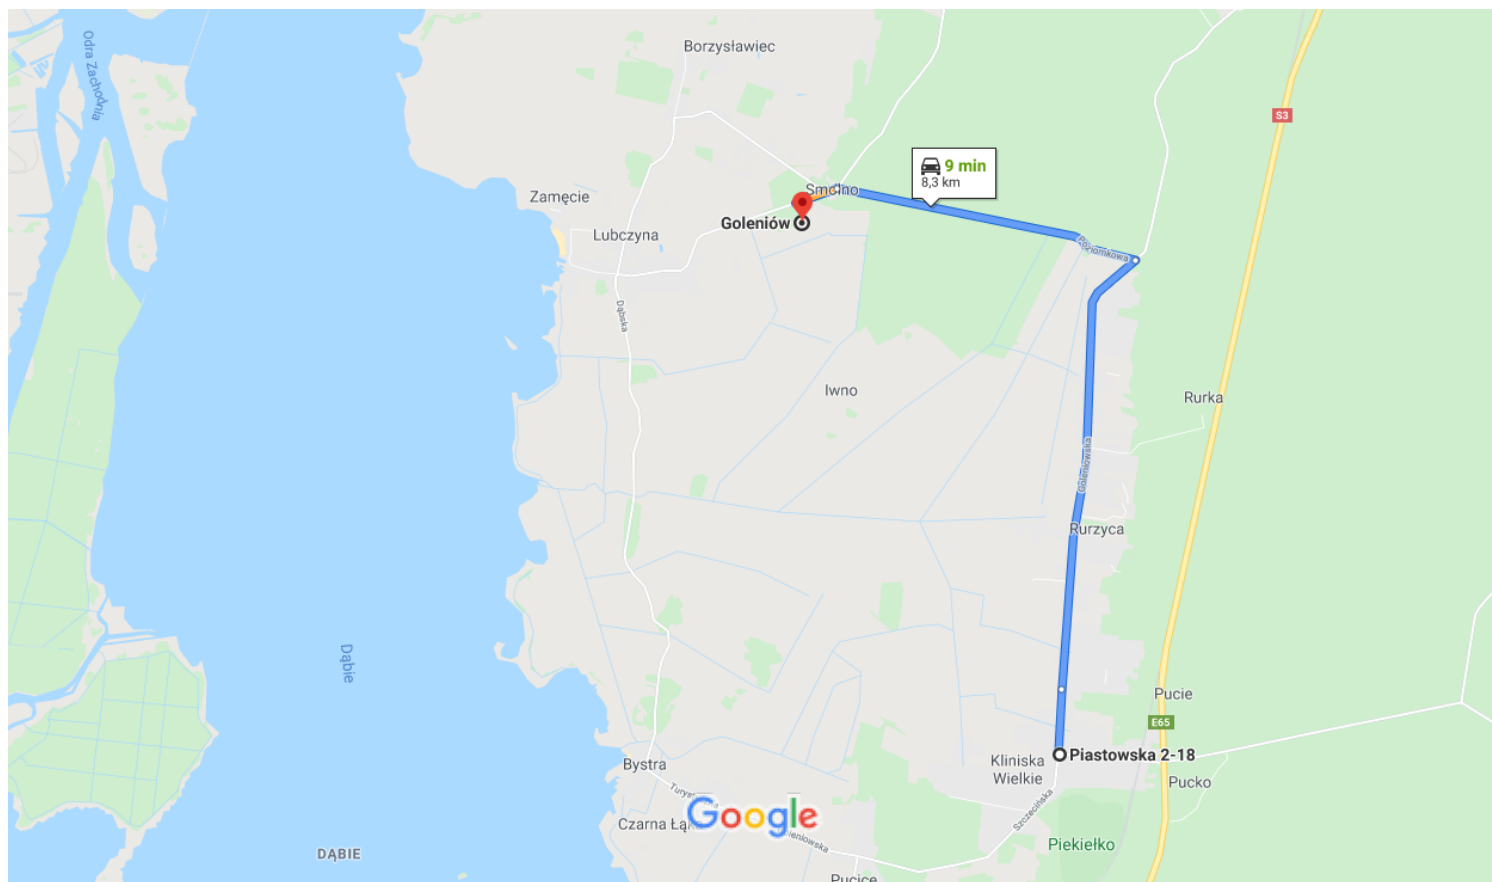 Borzysławiec
Odra Zachodnia
S3
9 min
8,3 km
Smolno
Zamęcie
Goleniów
Lubczyna
Poziomkowa
Dąbska
Iwno
Rurka
Goleniowska
Rurzyca
Dąbie
Pucie
E65
Piastowska 2-18
Kliniska
Wielkie
Bystra
Pucko
Szczecińska
Google
Czarna
Piekiełko
DĄBIE
Pucice